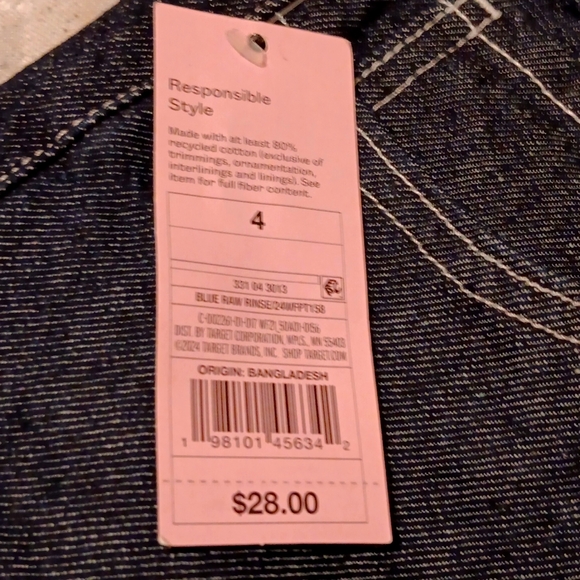 Responsible
Style
Made with at least 80%
recycled cotton (exclusive of
trimmings, ornamentation,
interlinings and linings). See
item for full fiber content.
4
331 04 3013
BLUE RAW RINSE/24WFPT158
DIST. BY TARGET CORPORATION, MPLS., MN 55403
©2024 TARGET BRANDS, INC. SHOP TARGET.COM
ORIGIN: BANGLADESH
1 98101 45634 2
$28.00